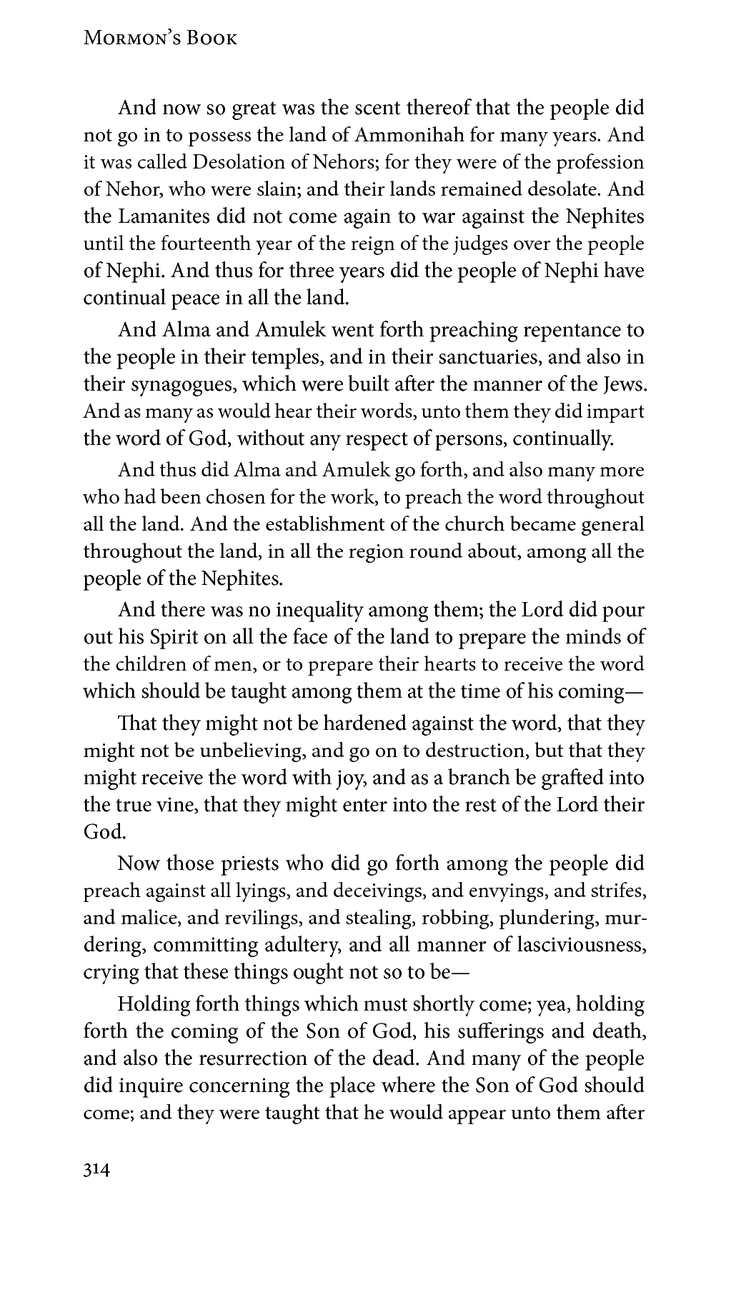 Mormon's Book
And now so great was the scent thereof that the people did
not go in to possess the land of Ammonihah for many years. And
it was called Desolation of Nehors; for they were of the profession
of Nehor, who were slain; and their lands remained desolate. And
the Lamanites did not come again to war against the Nephites
until the fourteenth year of the reign of the judges over the people
of Nephi. And thus for three years did the people of Nephi have
continual peace in all the land.
And Alma and Amulek went forth preaching repentance to
the people in their temples, and in their sanctuaries, and also in
their synagogues, which were built after the manner of the Jews.
And as many as would hear their words, unto them they did impart
the word of God, without any respect of persons, continually.
And thus did Alma and Amulek go forth, and also many more
who had been chosen for the work, to preach the word throughout
all the land. And the establishment of the church became general
throughout the land, in all the region round about, among all the
people of the Nephites.
And there was no inequality among them; the Lord did pour
out his Spirit on all the face of the land to prepare the minds of
the children of men, or to prepare their hearts to receive the word
which should be taught among them at the time of his coming—
That they might not be hardened against the word, that they
might not be unbelieving, and go on to destruction, but that they
might receive the word with joy, and as a branch be grafted into
the true vine, that they might enter into the rest of the Lord their
God.
Now those priests who did go forth among the people did
preach against all lyings, and deceivings, and envyings, and strifes,
and malice, and revilings, and stealing, robbing, plundering, mur-
dering, committing adultery, and all manner of lasciviousness,
crying that these things ought not so to be—
Holding forth things which must shortly come; yea, holding
forth the coming of the Son of God, his sufferings and death,
and also the resurrection of the dead. And many of the people
did inquire concerning the place where the Son of God should
come; and they were taught that he would appear unto them after
314